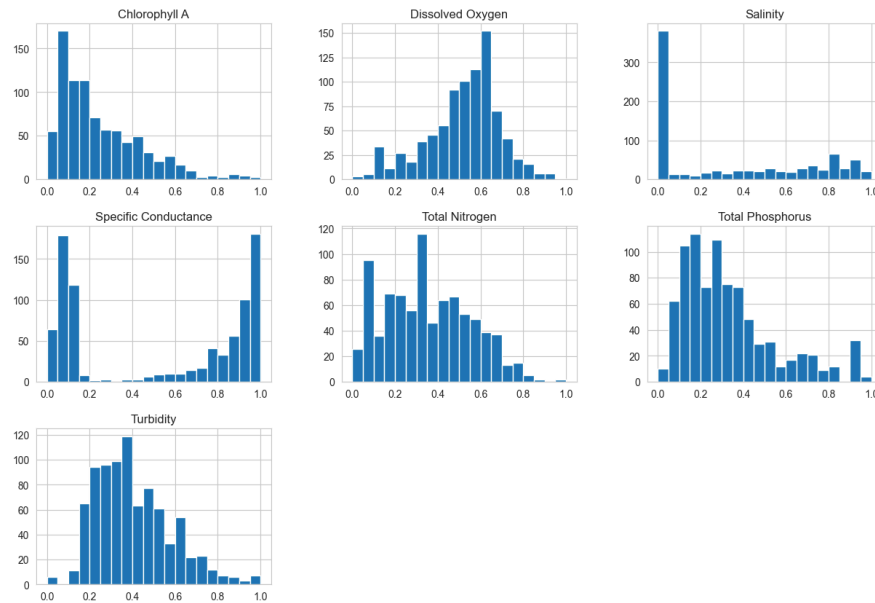 Chlorophyll A
150
100
50
0
0.0 0.2 0.4 0.6 0.8 1.0
Dissolved Oxygen
150
125
100
75
50
25
0
0.0 0.2 0.4 0.6 0.8 1.0
Salinity
300
200
100
0
0.0 0.2 0.4 0.6 0.8 1.0
Specific Conductance
150
100
50
0
0.0 0.2 0.4 0.6 0.8 1.0
Total Nitrogen
120
100
80
60
40
20
0
0.0 0.2 0.4 0.6 0.8 1.0
Total Phosphorus
100
80
60
40
20
0
0.0 0.2 0.4 0.6 0.8 1.0
Turbidity
120
100
80
60
40
20
0
0.0 0.2 0.4 0.6 0.8 1.0